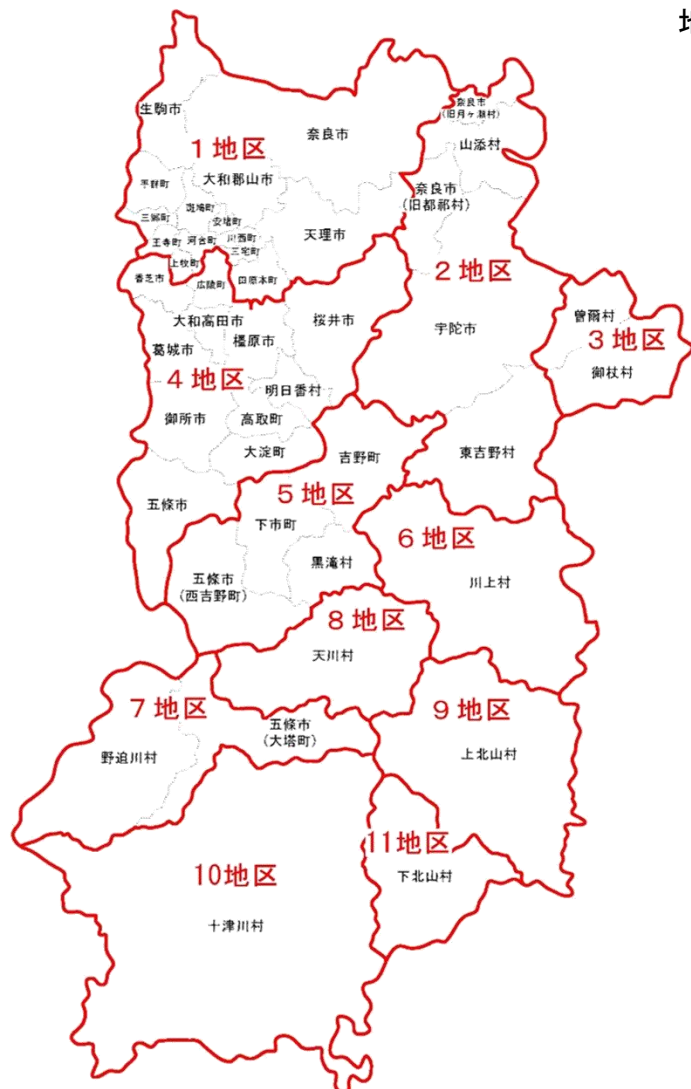 地
生駒市
奈良市
奈良市
(旧月ヶ瀬村)
山添村
1地区
大和郡山市
平群町
奈良市
(旧都祁村)
斑鳩町
安堵町
三郷町
天理市
王寺町
河合町
川西町
三宅町
上牧町
2地区
香芝市
広陵町
田原本町
大和高田市
桜井市
曽爾村
橿原市
宇陀市
3地区
葛城市
御杖村
4地区
明日香村
御所市
高取町
大淀町
吉野町
東吉野村
5地区
五條市
下市町
6地区
黒滝村
五條市
(西吉野町)
川上村
8地区
天川村
7地区
9地区
五條市
(大塔町)
野迫川村
上北山村
11地区
10地区
下北山村
十津川村